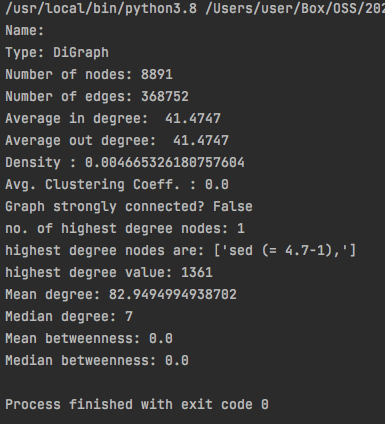 /usr/local/bin/python3.8 /Users/user/Box/OSS/202
Name:
Type: DiGraph
Number of nodes: 8891
Number of edges: 368752
Average in degree:  41.4747
Average out degree:  41.4747
Density : 0.004665326180757604
Avg. Clustering Coeff. : 0.0
Graph strongly connected? False
no. of highest degree nodes: 1
highest degree nodes are: ['sed (= 4.7-1),']
highest degree value: 1361
Mean degree: 82.9494994938702
Median degree: 7
Mean betweenness: 0.0
Median betweenness: 0.0
Process finished with exit code 0